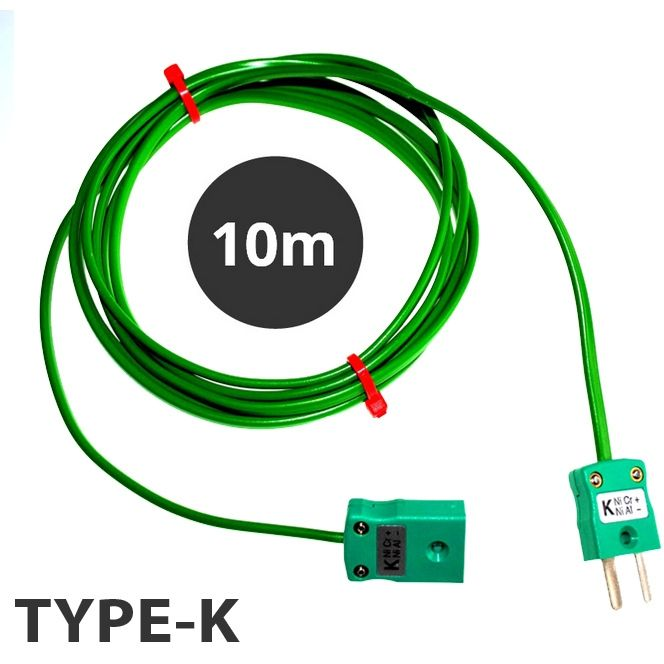 10m
K Ni Cr +
Ni Al -
K Ni Cr +
Ni Al -
TYPE-K